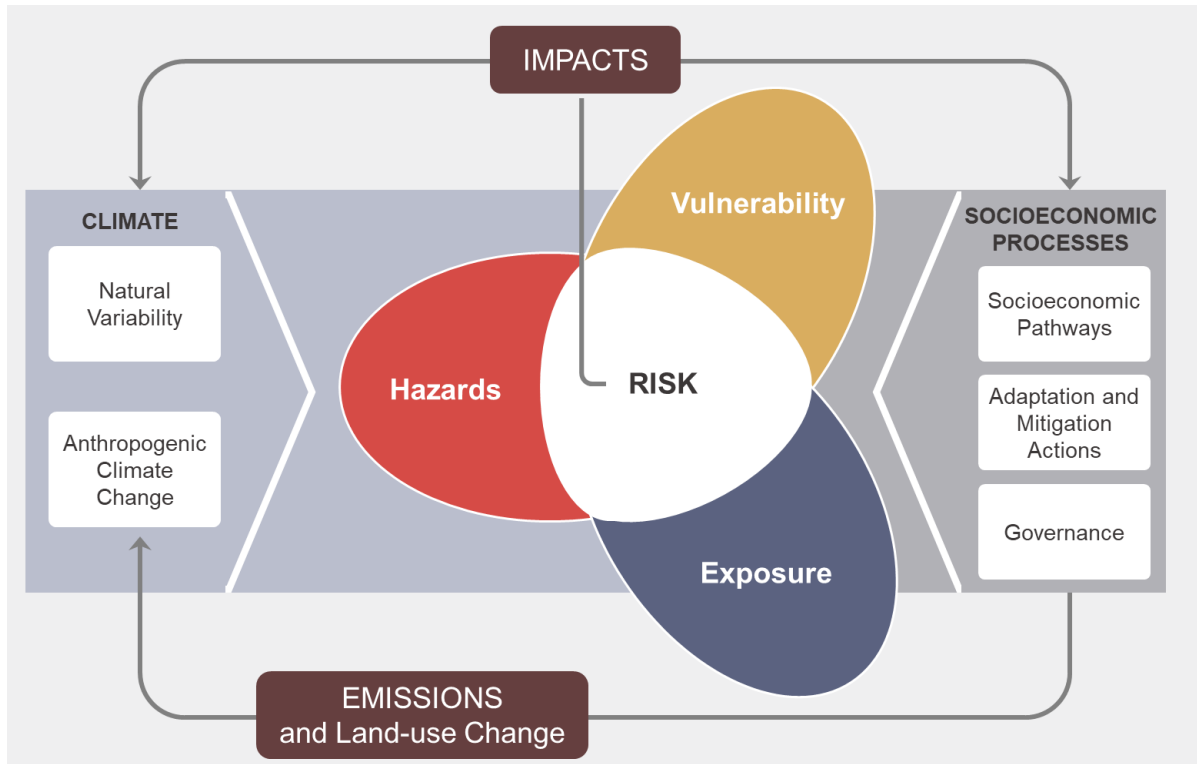 IMPACTS
CLIMATE
Natural
Variability
Anthropogenic
Climate
Change
Vulnerability
Hazards
RISK
Exposure
SOCIOECONOMIC
PROCESSES
Socioeconomic
Pathways
Adaptation and
Mitigation
Actions
Governance
EMISSIONS
and Land-use Change